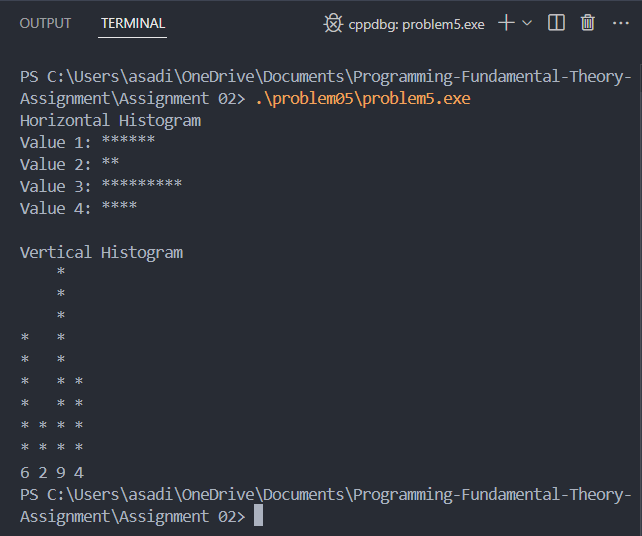 OUTPUT TERMINAL cppdbg: problem5.exe
PS C:\Users\asadi\OneDrive\Documents\Programming-Fundamental-Theory-
Assignment\Assignment 02> .\problem05\problem5.exe
Horizontal Histogram
Value 1: ******
Value 2: **
Value 3: *********
Value 4: ****

Vertical Histogram
    *
    *
    *
*   *
*   *
*   * *
*   * *
* * * *
* * * *
6 2 9 4
PS C:\Users\asadi\OneDrive\Documents\Programming-Fundamental-Theory-
Assignment\Assignment 02>